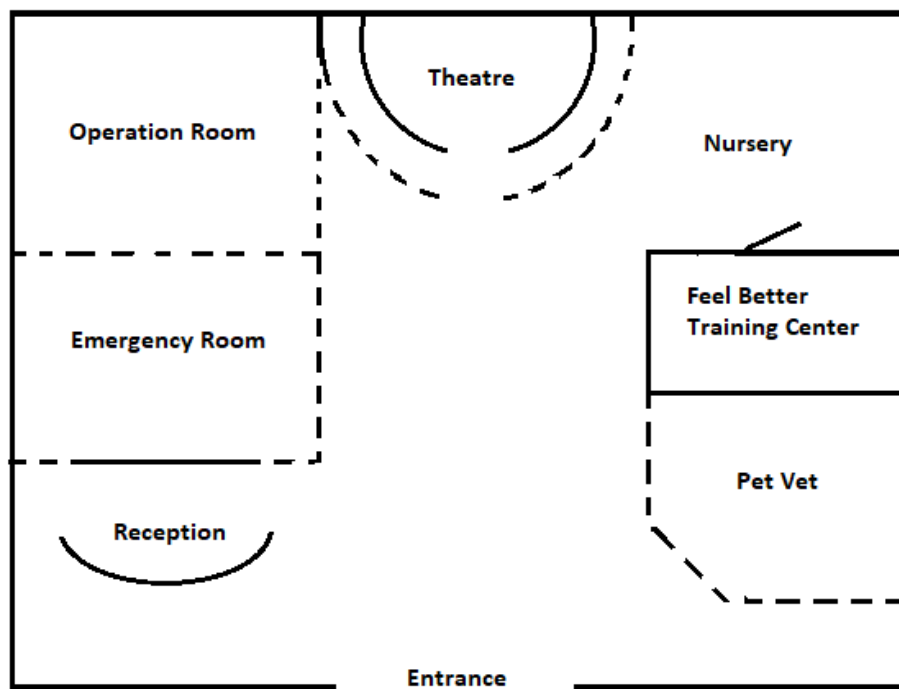 Theatre
Operation Room
Nursery
Feel Better
Training Center
Emergency Room
Pet Vet
Reception
Entrance